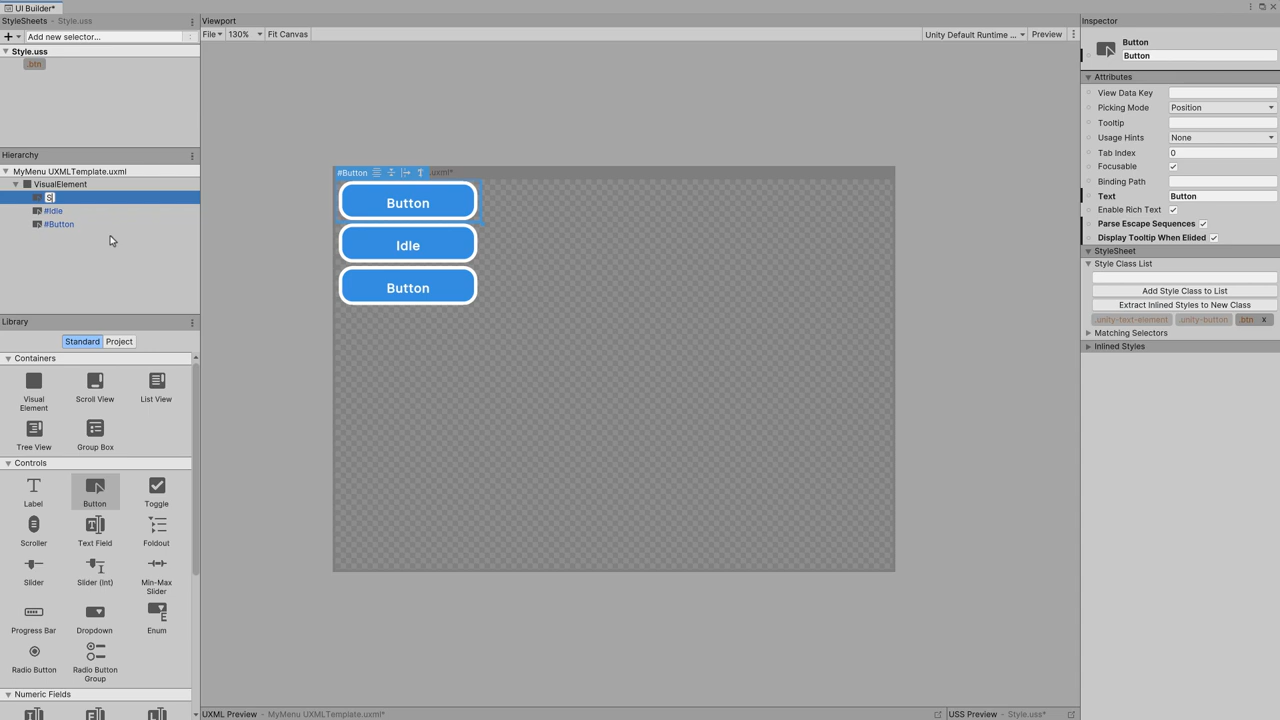 UI Builder*
StyleSheets - Style.uss
Add new selector...
Style.uss
.btn
Hierarchy
MyMenu UXMLTemplate.uxml
VisualElement
S
#Idle
#Button
Library
Standard Project
Containers
Visual Element
Scroll View
List View
Tree View
Group Box
Controls
Label
Button
Toggle
Scroller
Text Field
Foldout
Slider
Slider (Int)
Min-Max Slider
Progress Bar
Dropdown
Enum
Radio Button
Radio Button Group
Numeric Fields
Viewport
File 130% Fit Canvas
Unity Default Runtime ... Preview
#Button .uxml*
Button
Idle
Button
UXML Preview - MyMenu UXMLTemplate.uxml*
USS Preview - Style.uss*
Inspector
Button
Button
Attributes
View Data Key
Picking Mode Position
Tooltip
Usage Hints None
Tab Index 0
Focusable
Binding Path
Text Button
Enable Rich Text
Parse Escape Sequences
Display Tooltip When Elided
StyleSheet
Style Class List
Add Style Class to List
Extract Inlined Styles to New Class
.unity-text-element .unity-button .btn x
Matching Selectors
Inlined Styles